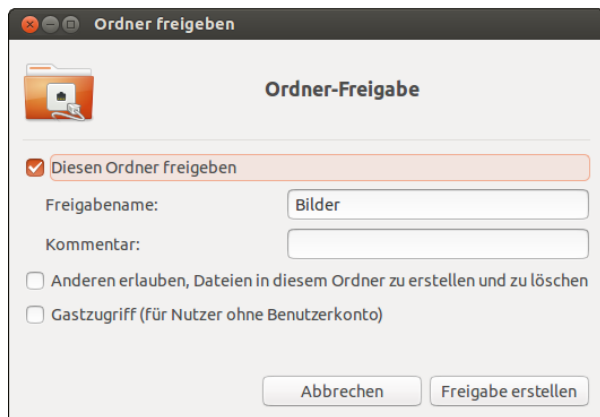 Ordner freigeben
Ordner-Freigabe
Diesen Ordner freigeben
Freigabename: Bilder
Kommentar:
Anderen erlauben, Dateien in diesem Ordner zu erstellen und zu löschen
Gastzugriff (für Nutzer ohne Benutzerkonto)
Abbrechen Freigabe erstellen